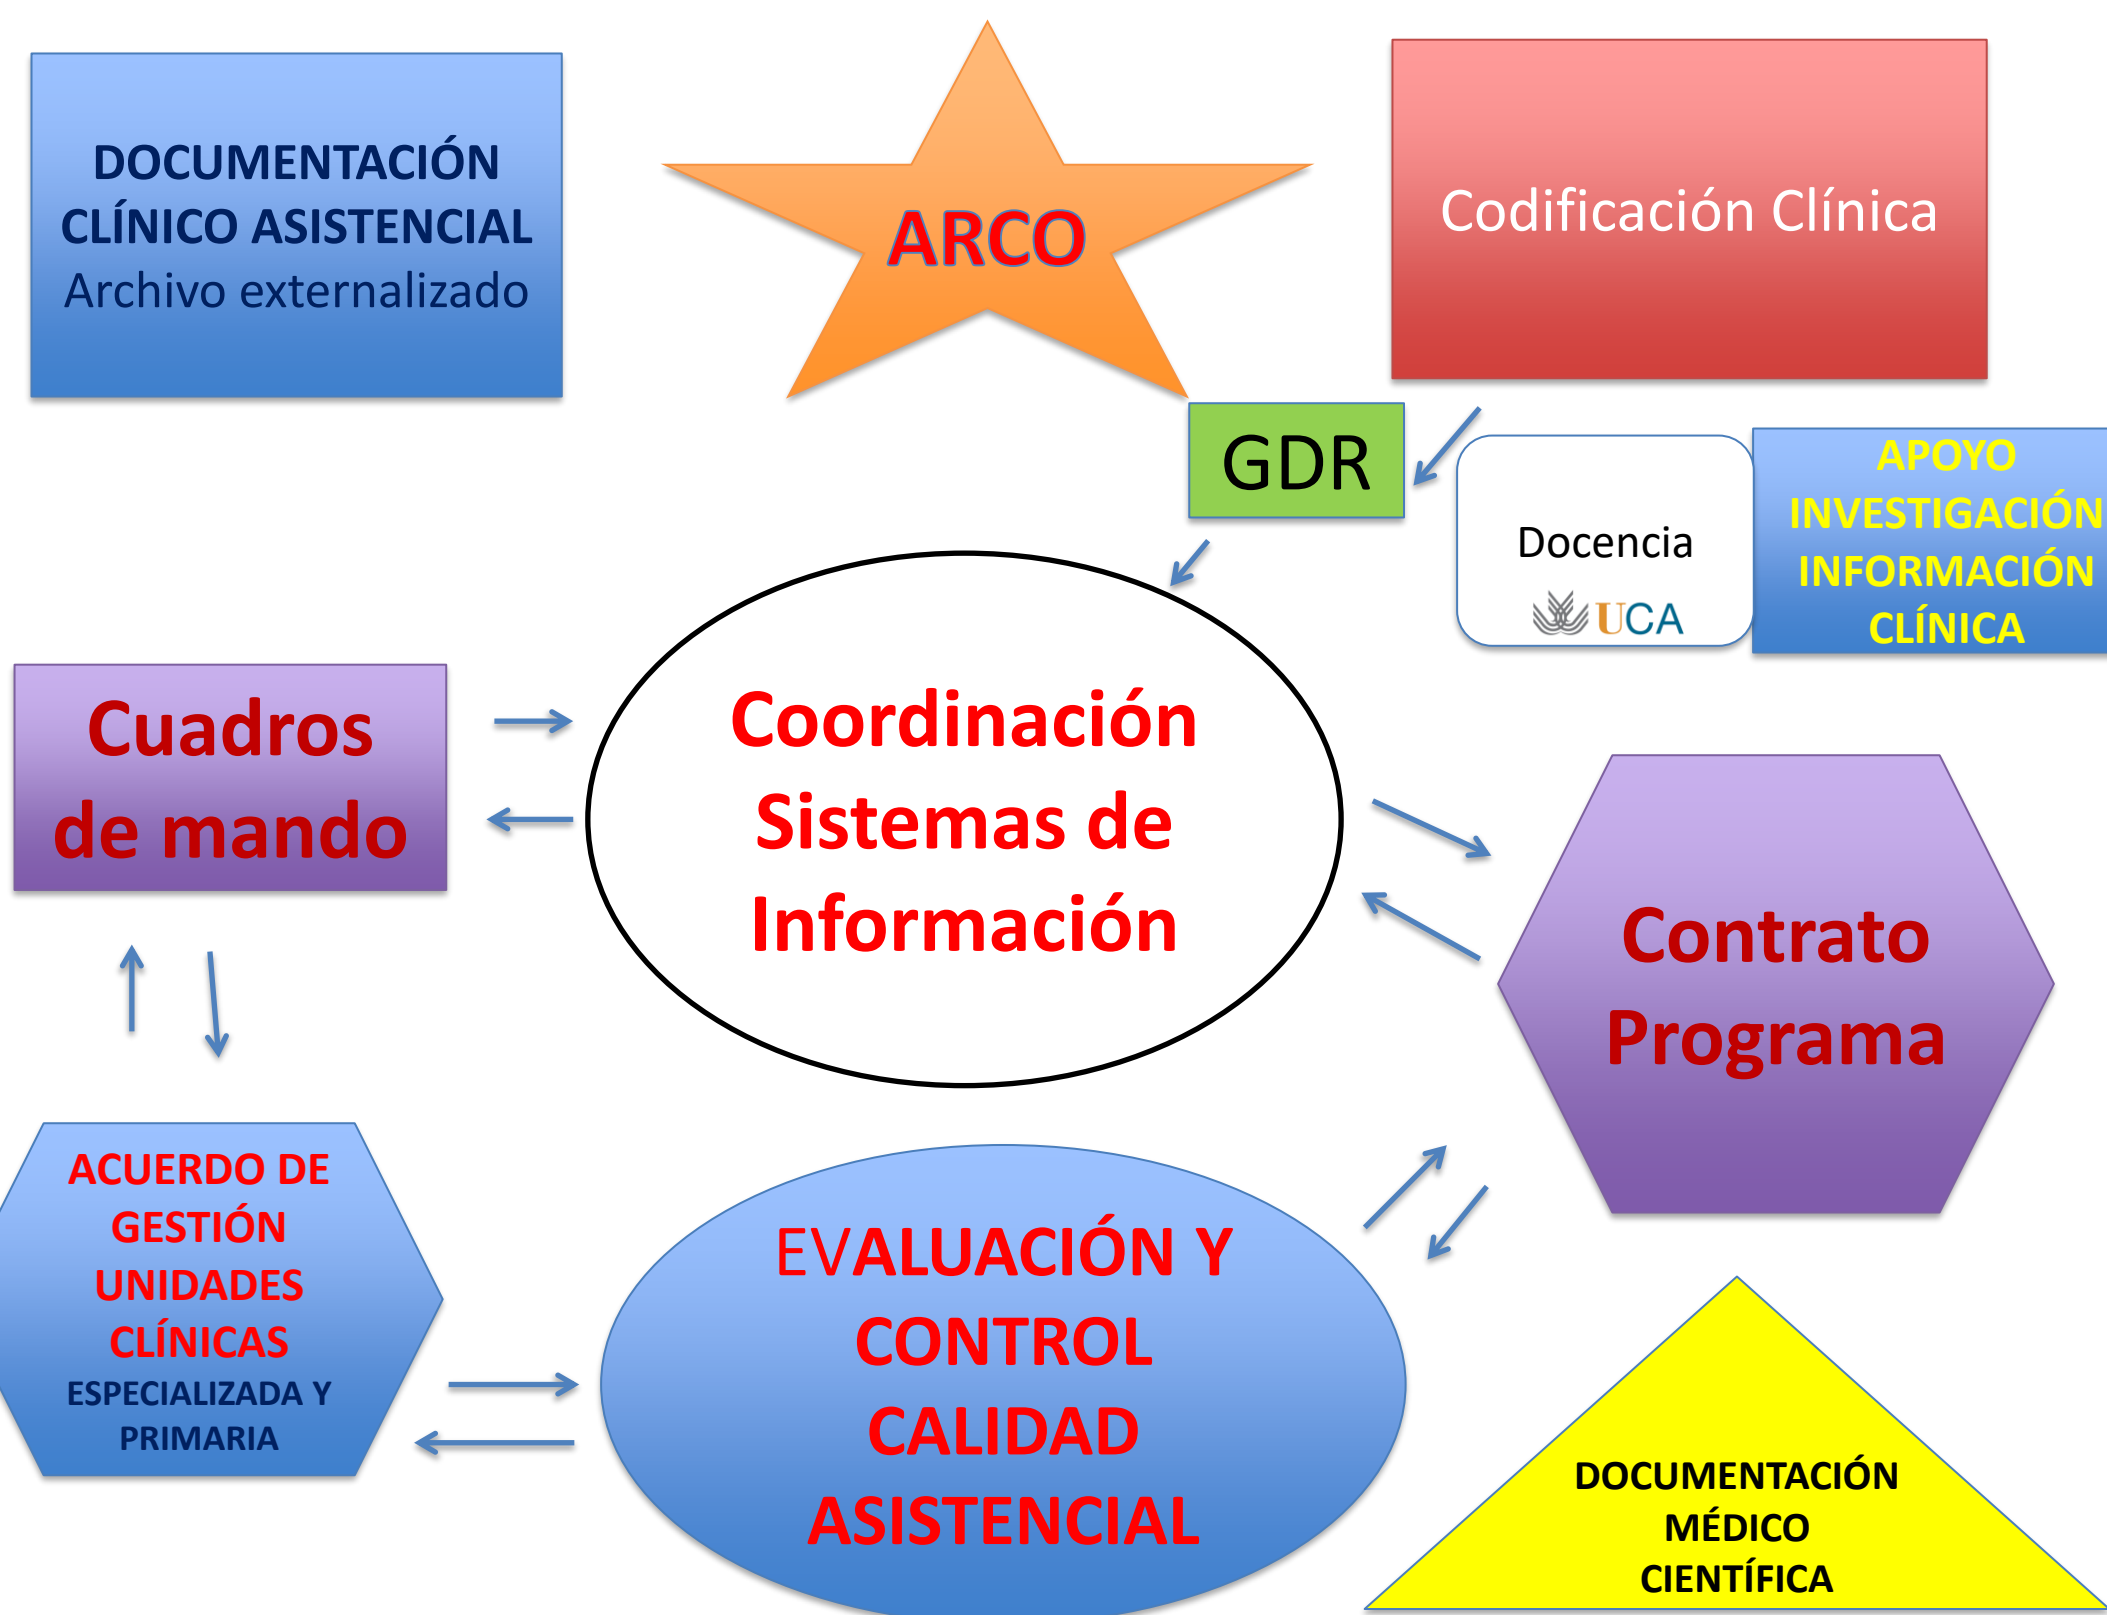 DOCUMENTACIÓN
CLÍNICO ASISTENCIAL
Archivo externalizado
ARCO
Codificación Clínica
GDR
Docencia
UCA
APOYO
INVESTIGACIÓN
INFORMACIÓN
CLÍNICA
Cuadros
de mando
Coordinación
Sistemas de
Información
Contrato
Programa
ACUERDO DE
GESTIÓN
UNIDADES
CLÍNICAS
ESPECIALIZADA Y
PRIMARIA
EVALUACIÓN Y
CONTROL
CALIDAD
ASISTENCIAL
DOCUMENTACIÓN
MÉDICO
CIENTÍFICA